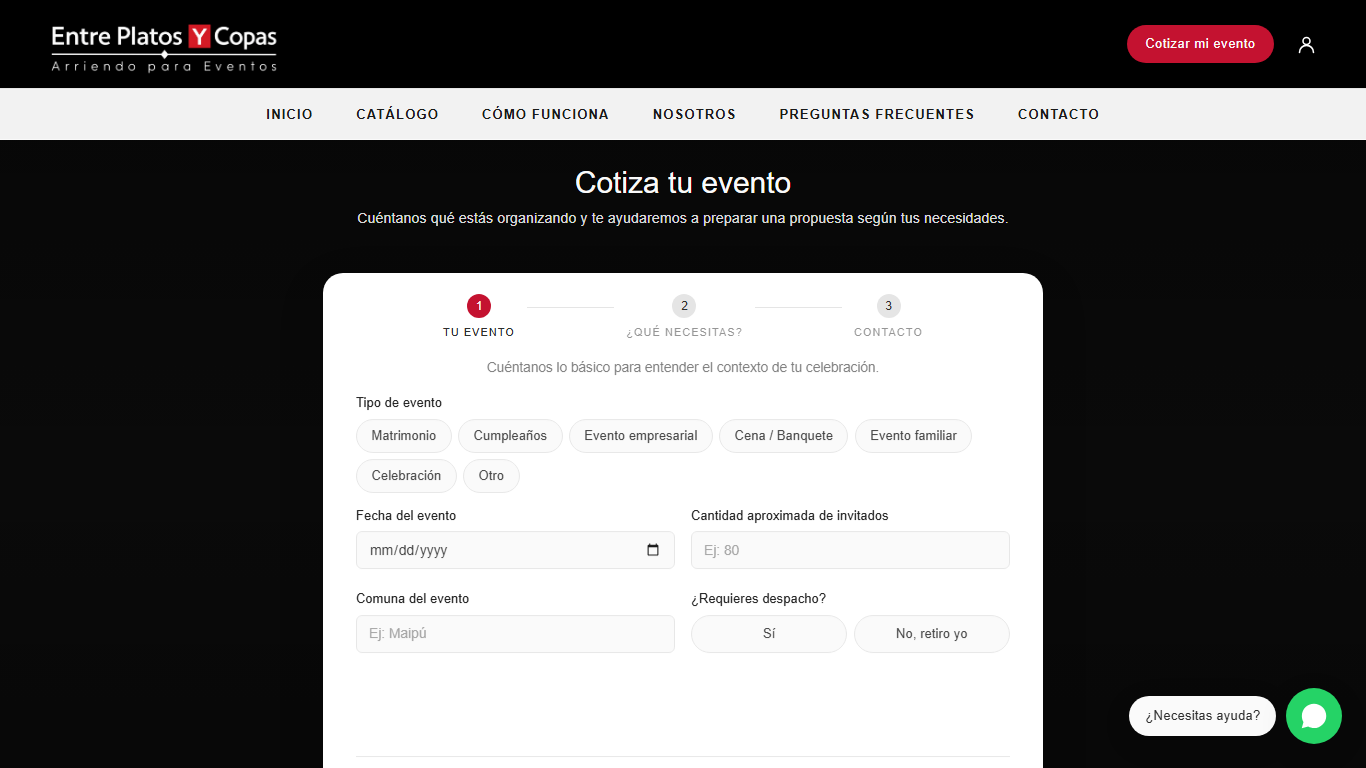 Entre Platos Y Copas
Arriendo para Eventos
Cotizar mi evento
INICIO CATÁLOGO CÓMO FUNCIONA NOSOTROS PREGUNTAS FRECUENTES CONTACTO
Cotiza tu evento
Cuéntanos qué estás organizando y te ayudaremos a preparar una propuesta según tus necesidades.
1 2 3
TU EVENTO ¿QUÉ NECESITAS? CONTACTO
Cuéntanos lo básico para entender el contexto de tu celebración.
Tipo de evento
Matrimonio Cumpleaños Evento empresarial Cena / Banquete Evento familiar
Celebración Otro
Fecha del evento Cantidad aproximada de invitados
mm/dd/yyyy Ej: 80
Comuna del evento ¿Requieres despacho?
Ej: Maipú Sí No, retiro yo
¿Necesitas ayuda?